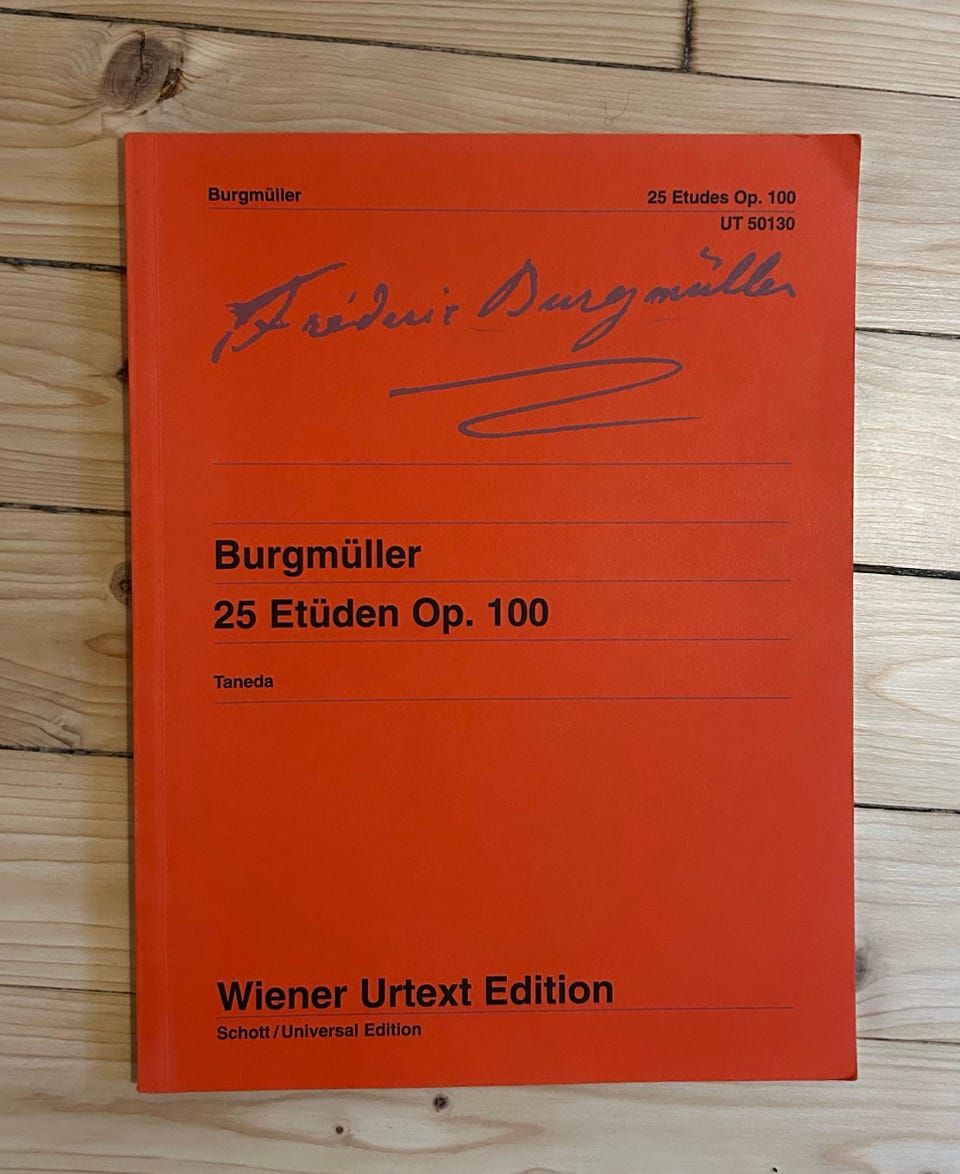 Burgmüller 25 Etudes Op. 100
UT 50130
Fréderic Burgmüller
Burgmüller
25 Etüden Op. 100
Taneda
Wiener Urtext Edition
Schott / Universal Edition